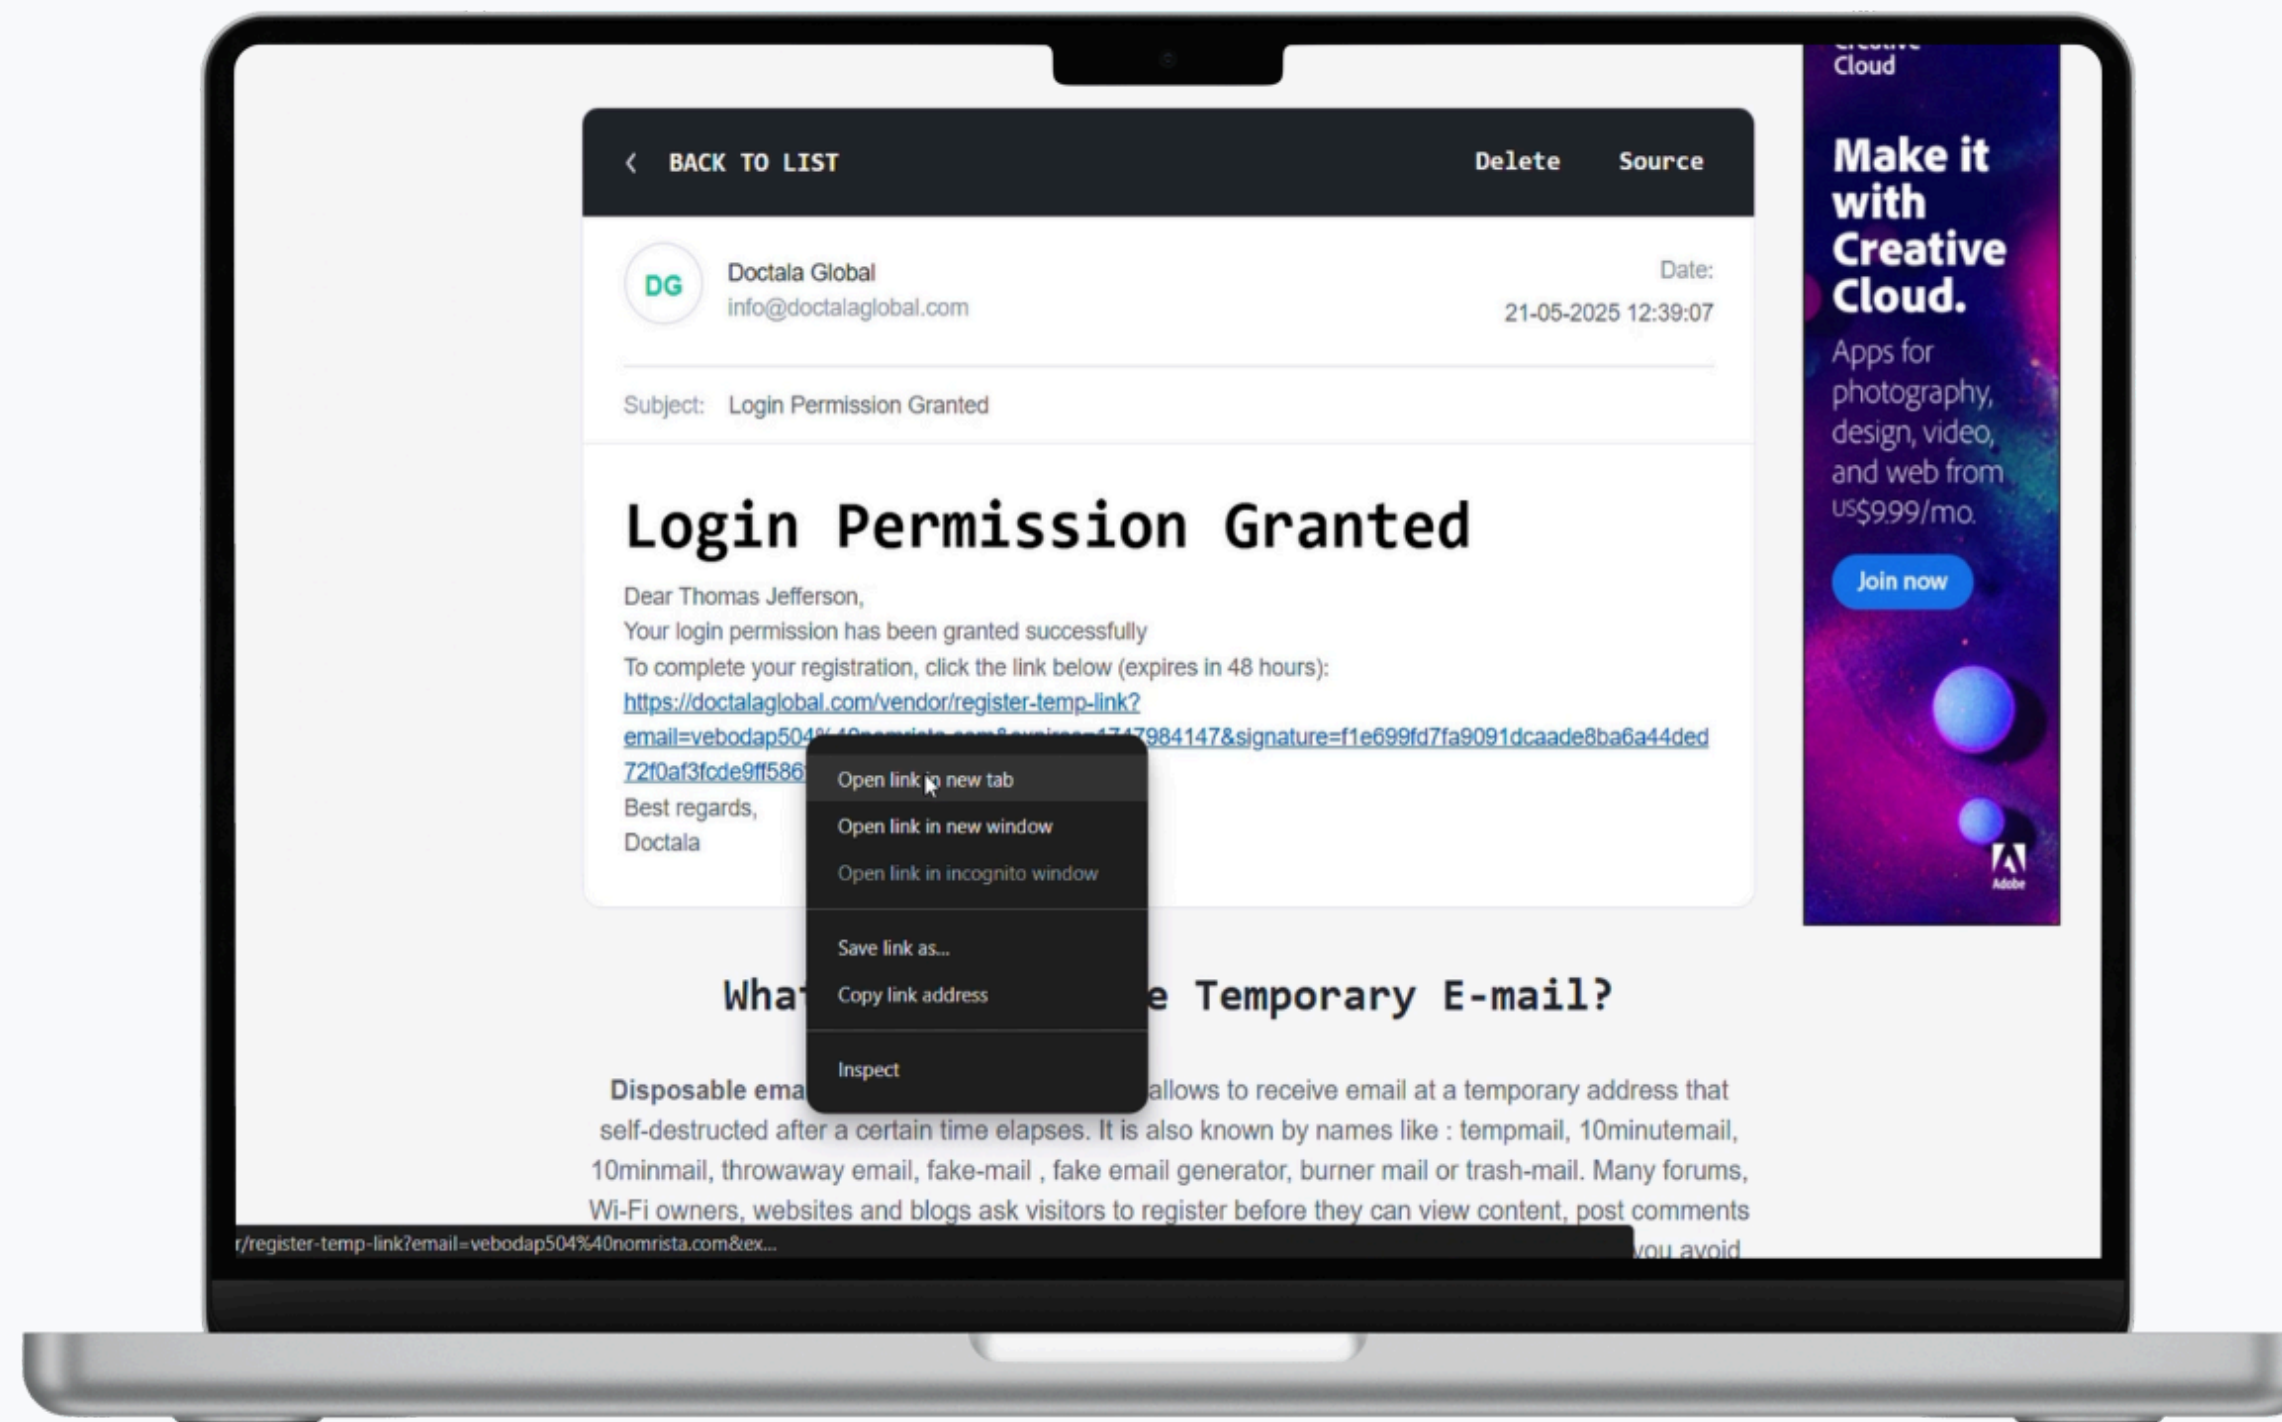 BACK TO LIST
Delete
Source
DG
Doctala Global
info@doctalaglobal.com
Date:
21-05-2025 12:39:07
Subject: Login Permission Granted
Login Permission Granted
Dear Thomas Jefferson,
Your login permission has been granted successfully
To complete your registration, click the link below (expires in 48 hours):
https://doctalaglobal.com/vendor/register-temp-link?
email=vebodap504%40nomrista.com&expires=1747984147&signature=f1e699fd7fa9091dcaade8ba6a44ded
72f0af3fcde9ff586
Best regards,
Doctala
Open link in new tab
Open link in new window
Open link in incognito window
Save link as...
Copy link address
Inspect
Temporary E-mail?
Disposable allows to receive email at a temporary address that
self-destructed after a certain time elapses. It is also known by names like : tempmail, 10minutemail,
10minmail, throwaway email, fake-mail , fake email generator, burner mail or trash-mail. Many forums,
Wi-Fi owners, websites and blogs ask visitors to register before they can view content, post comments
you avoid
r/register-temp-link?email=vebodap504%40nomrista.com&ex...
Creative
Cloud
Make it
with
Creative
Cloud.
Apps for
photography,
design, video,
and web from
US$9.99/mo.
Join now
Adobe